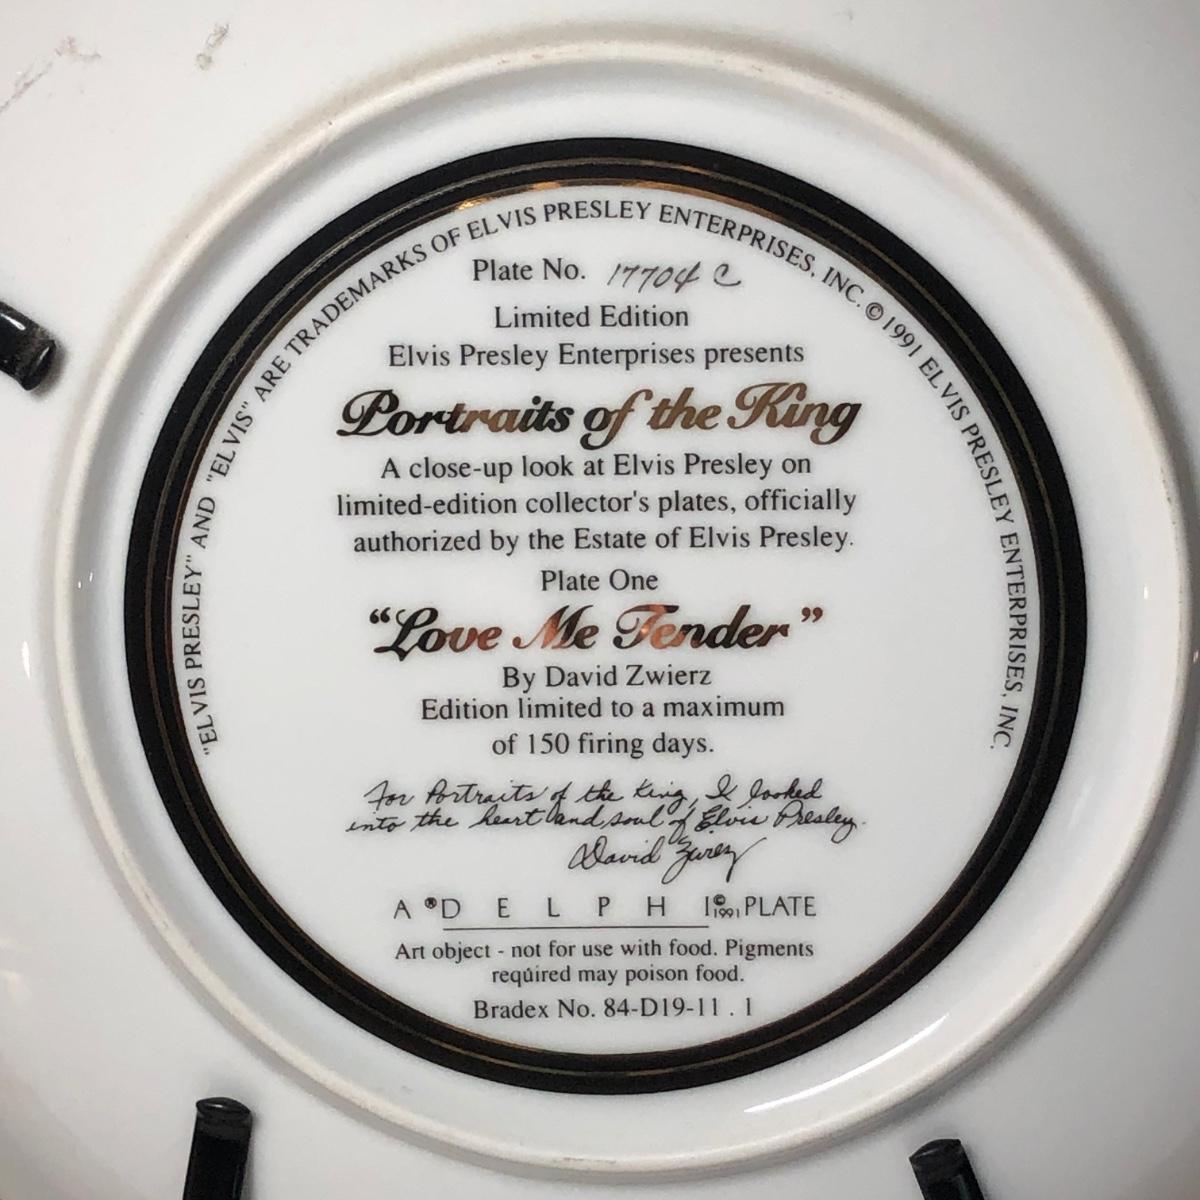 "ELVIS PRESLEY" AND "ELVIS" ARE TRADEMARKS OF ELVIS PRESLEY ENTERPRISES, INC. © 1991 ELVIS PRESLEY ENTERPRISES, INC.
Plate No. 17704 C
Limited Edition
Elvis Presley Enterprises presents
Portraits of the King
A close-up look at Elvis Presley on
limited-edition collector's plates, officially
authorized by the Estate of Elvis Presley.
Plate One
“Love Me Tender”
By David Zwierz
Edition limited to a maximum
of 150 firing days.
For Portraits of the King, I looked
into the heart and soul of Elvis Presley.
David Zwierz
A ®DELPHI ©1991 PLATE
Art object - not for use with food. Pigments
required may poison food.
Bradex No. 84-D19-11.1